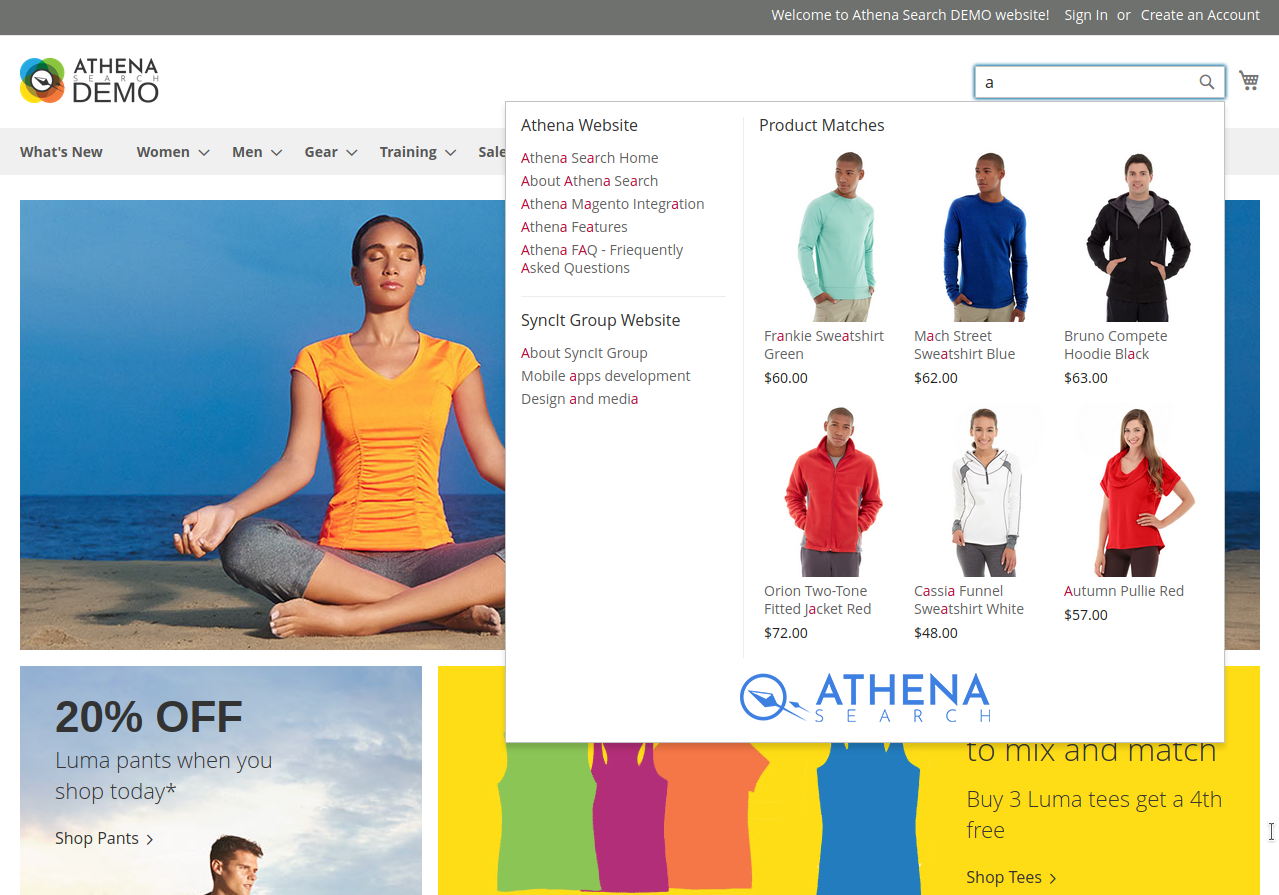 Welcome to Athena Search DEMO website! Sign In or Create an Account
ATHENA
SEARCH
DEMO
a
What's New Women Men Gear Training Sale
Athena Website
Athena Search Home
About Athena Search
Athena Magento Integration
Athena Features
Athena FAQ - Friequently
Asked Questions
SyncIt Group Website
About SyncIt Group
Mobile apps development
Design and media
Product Matches
Frankie Sweatshirt
Green
$60.00
Mach Street
Sweatshirt Blue
$62.00
Bruno Compete
Hoodie Black
$63.00
Orion Two-Tone
Fitted Jacket Red
$72.00
Cassia Funnel
Sweatshirt White
$48.00
Autumn Pullie Red
$57.00
ATHENA
SEARCH
20% OFF
Luma pants when you
shop today*
Shop Pants >
to mix and match
Buy 3 Luma tees get a 4th
free
Shop Tees >